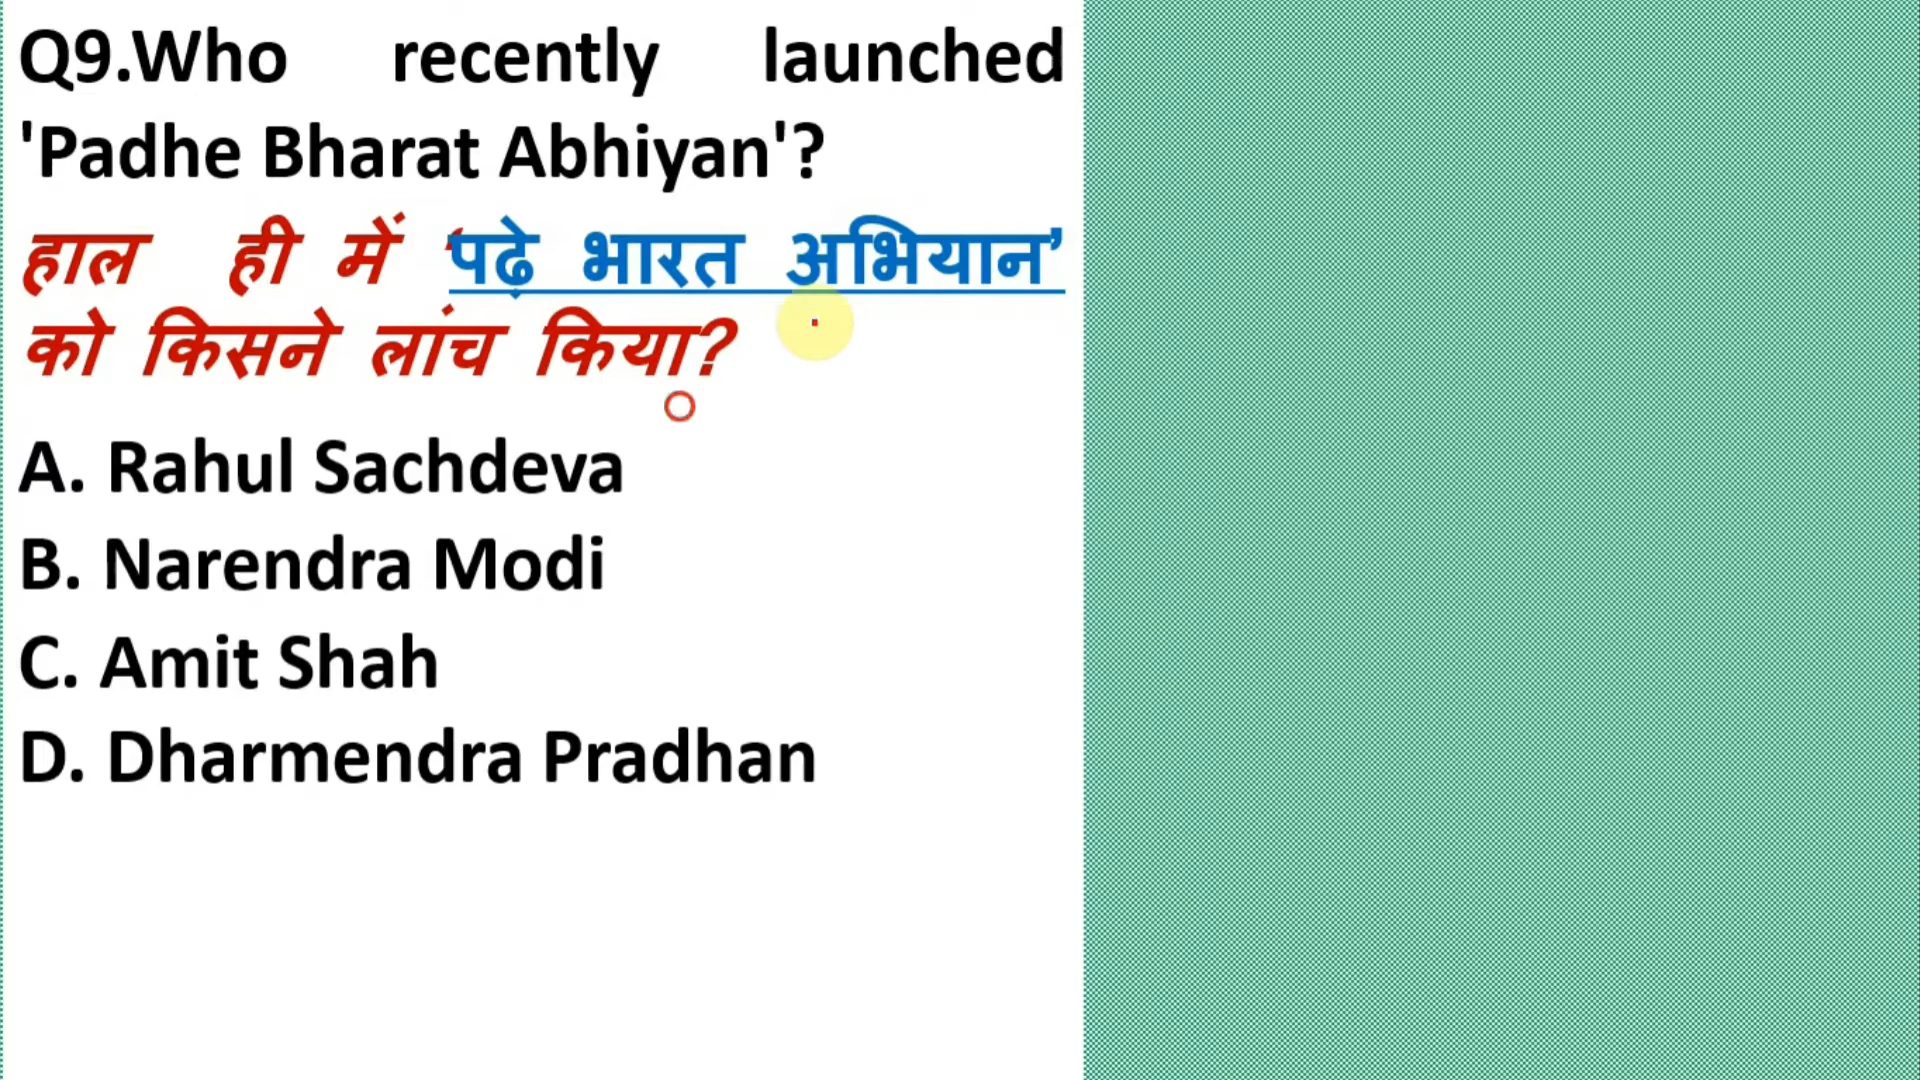 Q9.Who recently launched
'Padhe Bharat Abhiyan'?
हाल ही में ‘पढ़े भारत अभियान’
को किसने लांच किया?
A. Rahul Sachdeva
B. Narendra Modi
C. Amit Shah
D. Dharmendra Pradhan